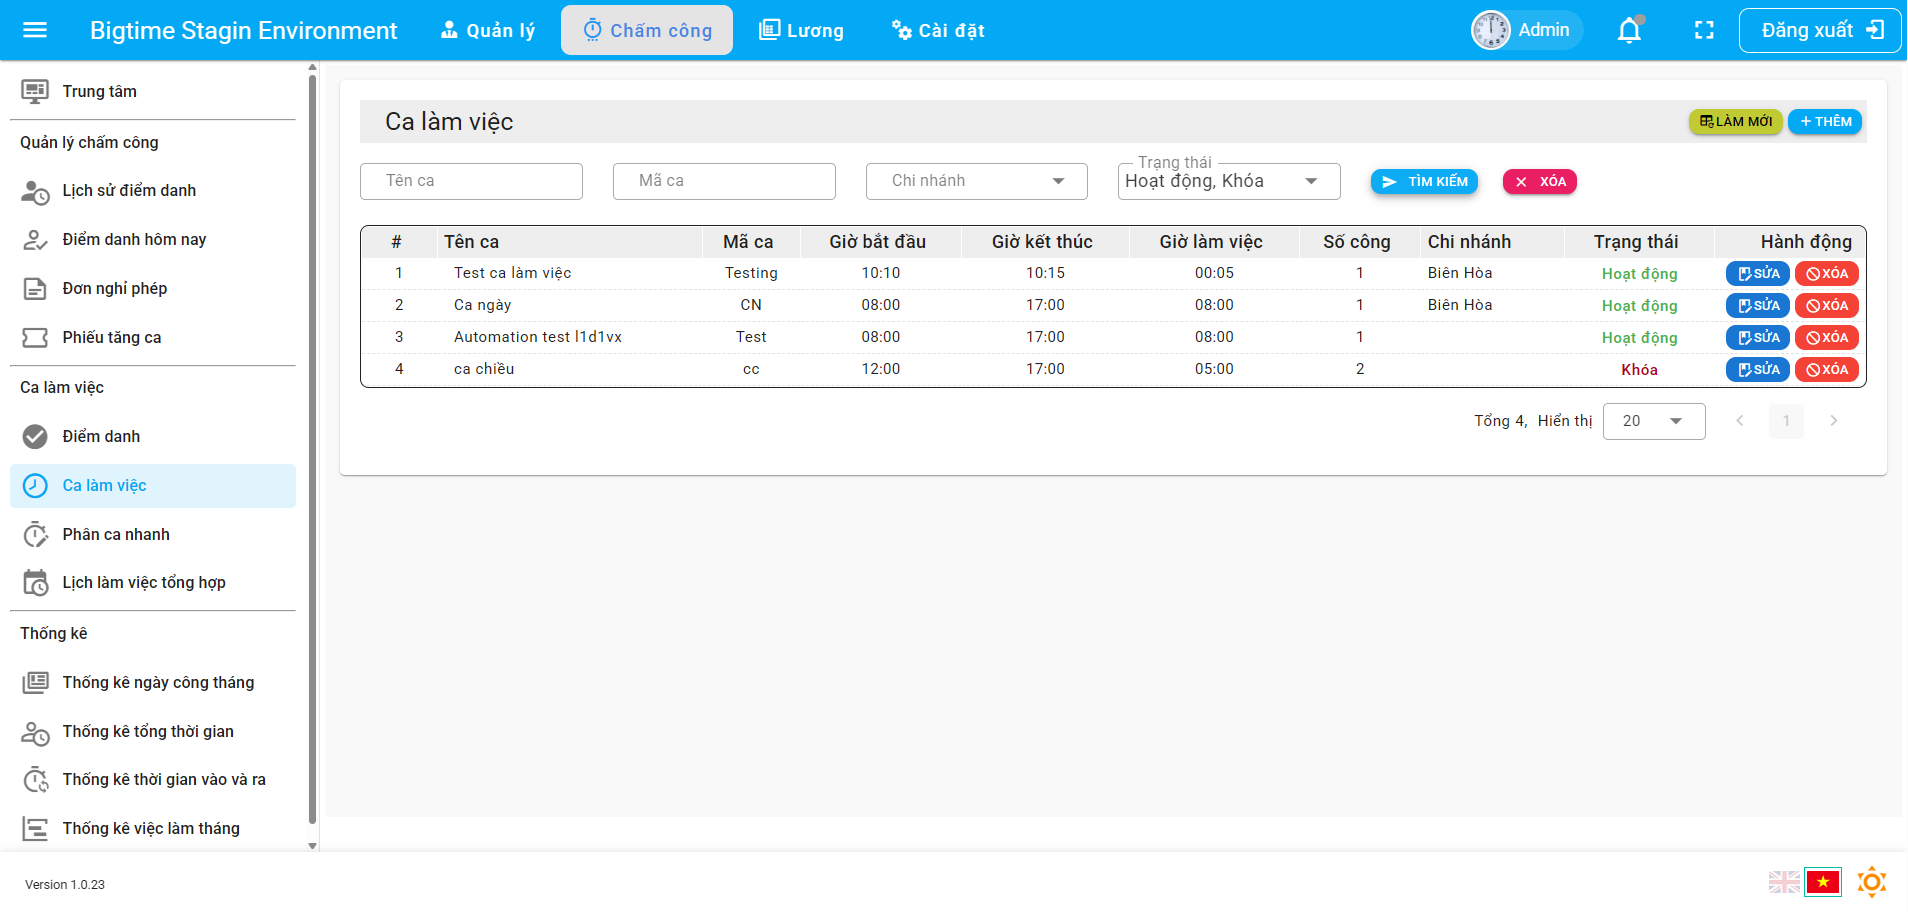 Bigtime Stagin Environment
Quản lý
Chấm công
Lương
Cài đặt
Admin
Đăng xuất
Trung tâm
Quản lý chấm công
Lịch sử điểm danh
Điểm danh hôm nay
Đơn nghỉ phép
Phiếu tăng ca
Ca làm việc
Điểm danh
Ca làm việc
Phân ca nhanh
Lịch làm việc tổng hợp
Thống kê
Thống kê ngày công tháng
Thống kê tổng thời gian
Thống kê thời gian vào và ra
Thống kê việc làm tháng
Ca làm việc
LÀM MỚI
THÊM
Tên ca
Mã ca
Chi nhánh
Trạng thái
Hoạt động, Khóa
TÌM KIẾM
XÓA
# Tên ca Mã ca Giờ bắt đầu Giờ kết thúc Giờ làm việc Số công Chi nhánh Trạng thái Hành động
1 Test ca làm việc Testing 10:10 10:15 00:05 1 Biên Hòa Hoạt động SỬA XÓA
2 Ca ngày CN 08:00 17:00 08:00 1 Biên Hòa Hoạt động SỬA XÓA
3 Automation test l1d1vx Test 08:00 17:00 08:00 1 Hoạt động SỬA XÓA
4 ca chiều cc 12:00 17:00 05:00 2 Khóa SỬA XÓA
Tổng 4, Hiển thị 20 1
Version 1.0.23